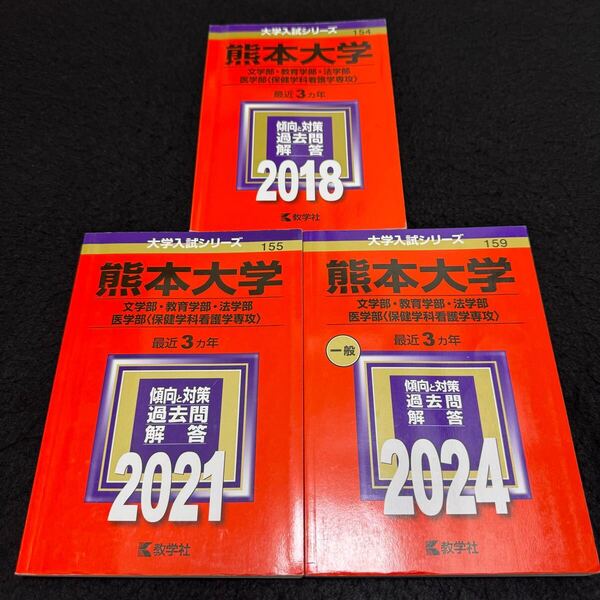 大学入試シリーズ
154
熊本大学
文学部・教育学部・法学部
医学部〈保健学科看護学専攻〉
最近3カ年
傾向と対策
過去問
解答
2018
教学社
大学入試シリーズ
155
熊本大学
文学部・教育学部・法学部
医学部〈保健学科看護学専攻〉
最近3カ年
傾向と対策
過去問
解答
2021
教学社
大学入試シリーズ
159
熊本大学
文学部・教育学部・法学部
医学部〈保健学科看護学専攻〉
一般
最近3カ年
傾向と対策
過去問
解答
2024
教学社